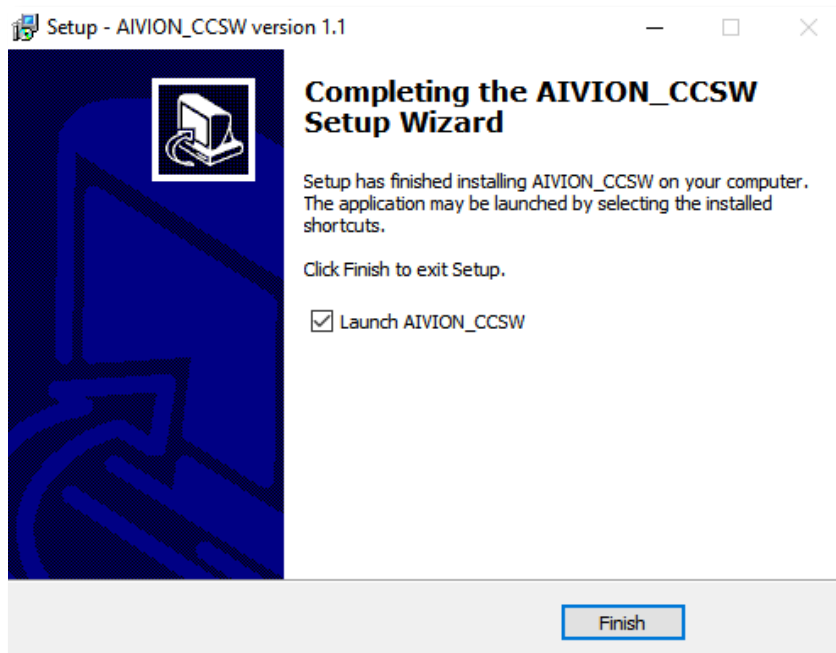 Setup - AIVION_CCSW version 1.1
Completing the AIVION_CCSW
Setup Wizard
Setup has finished installing AIVION_CCSW on your computer.
The application may be launched by selecting the installed
shortcuts.
Click Finish to exit Setup.
Launch AIVION_CCSW
Finish